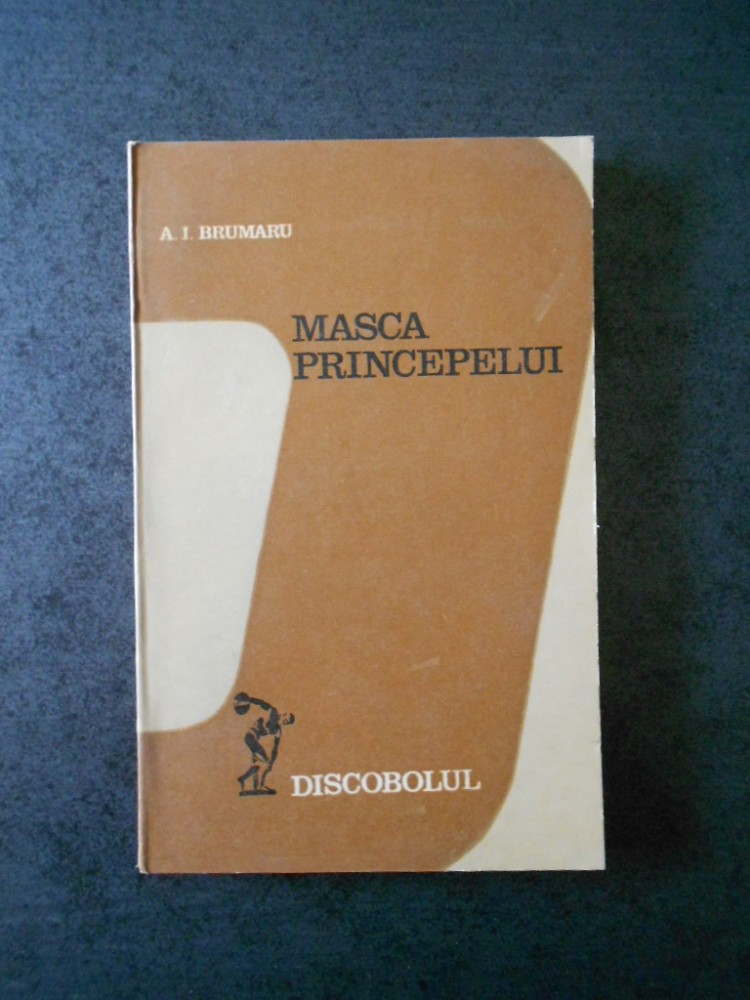 A. I. BRUMARU
MASCA
PRINCEPELUI
DISCOBOLUL